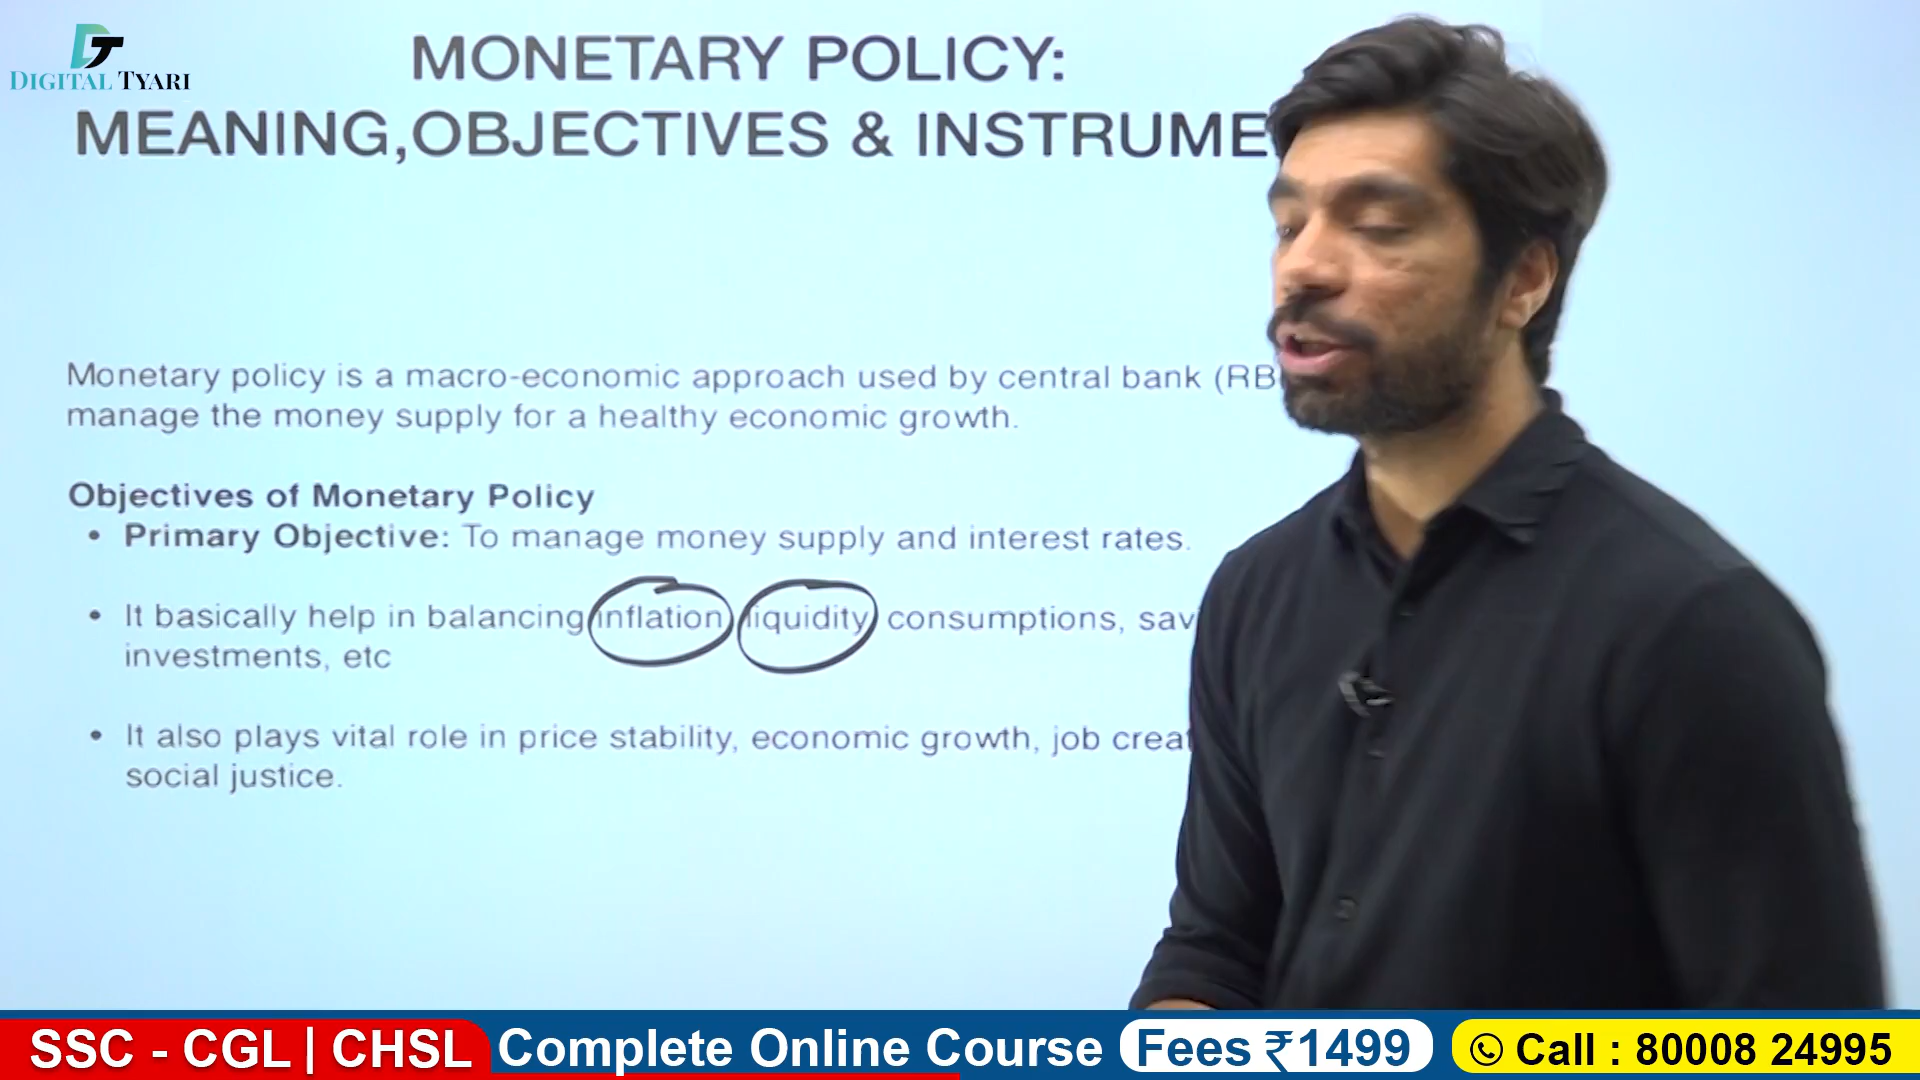 DIGITAL TYARI
MONETARY POLICY:
MEANING,OBJECTIVES & INSTRUME
Monetary policy is a macro-economic approach used by central bank (RB
manage the money supply for a healthy economic growth.
Objectives of Monetary Policy
• Primary Objective: To manage money supply and interest rates.
• It basically help in balancing inflation liquidity consumptions, sav
investments, etc
• It also plays vital role in price stability, economic growth, job creat
social justice.
SSC - CGL | CHSL Complete Online Course Fees ₹1499 Call : 80008 24995